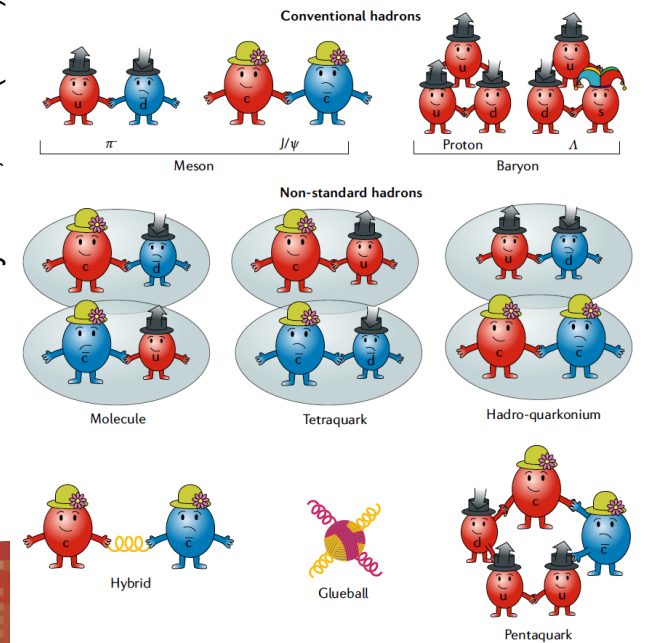 Conventional hadrons
u d̅ c c̅ u u d u d s
π⁻ J/ψ Proton Λ
Meson Baryon
Non-standard hadrons
c d̅ c u u d̅
c̅ u c̅ d̅ c c̅
Molecule Tetraquark Hadro-quarkonium
c c̅ c d c̅ u u
Hybrid Glueball Pentaquark